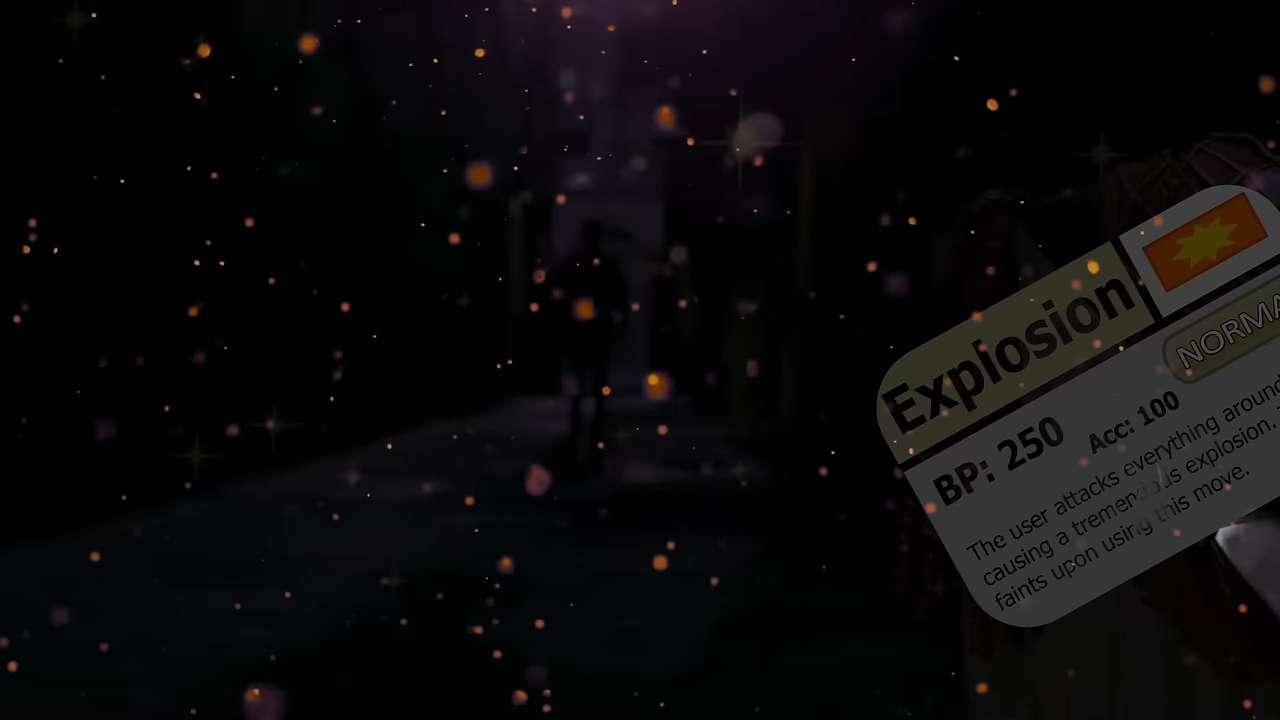 Explosion
NORMA
BP: 250 Acc: 100
The user attacks everything around
causing a tremendous explosion.
faints upon using this move.